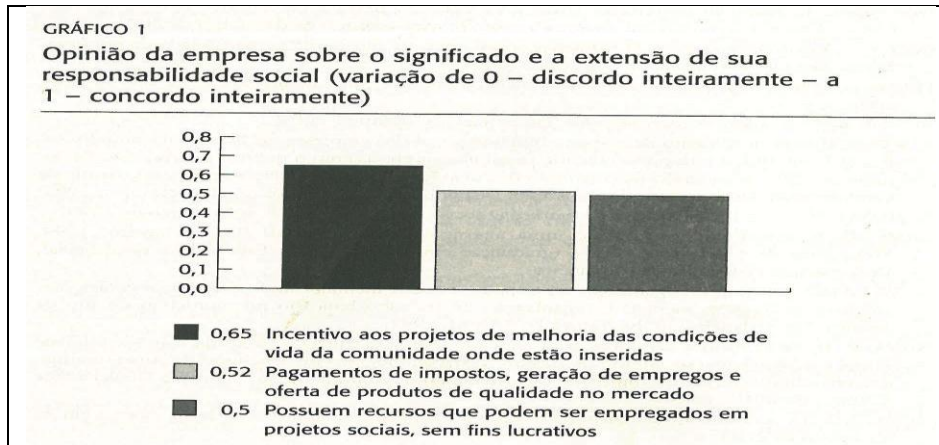 GRÁFICO 1
Opinião da empresa sobre o significado e a extensão de sua
responsabilidade social (variação de 0 – discordo inteiramente – a
1 – concordo inteiramente)
0,8
0,7
0,6
0,5
0,4
0,3
0,2
0,1
0,0
0,65 Incentivo aos projetos de melhoria das condições de
vida da comunidade onde estão inseridas
0,52 Pagamentos de impostos, geração de empregos e
oferta de produtos de qualidade no mercado
0,5 Possuem recursos que podem ser empregados em
projetos sociais, sem fins lucrativos